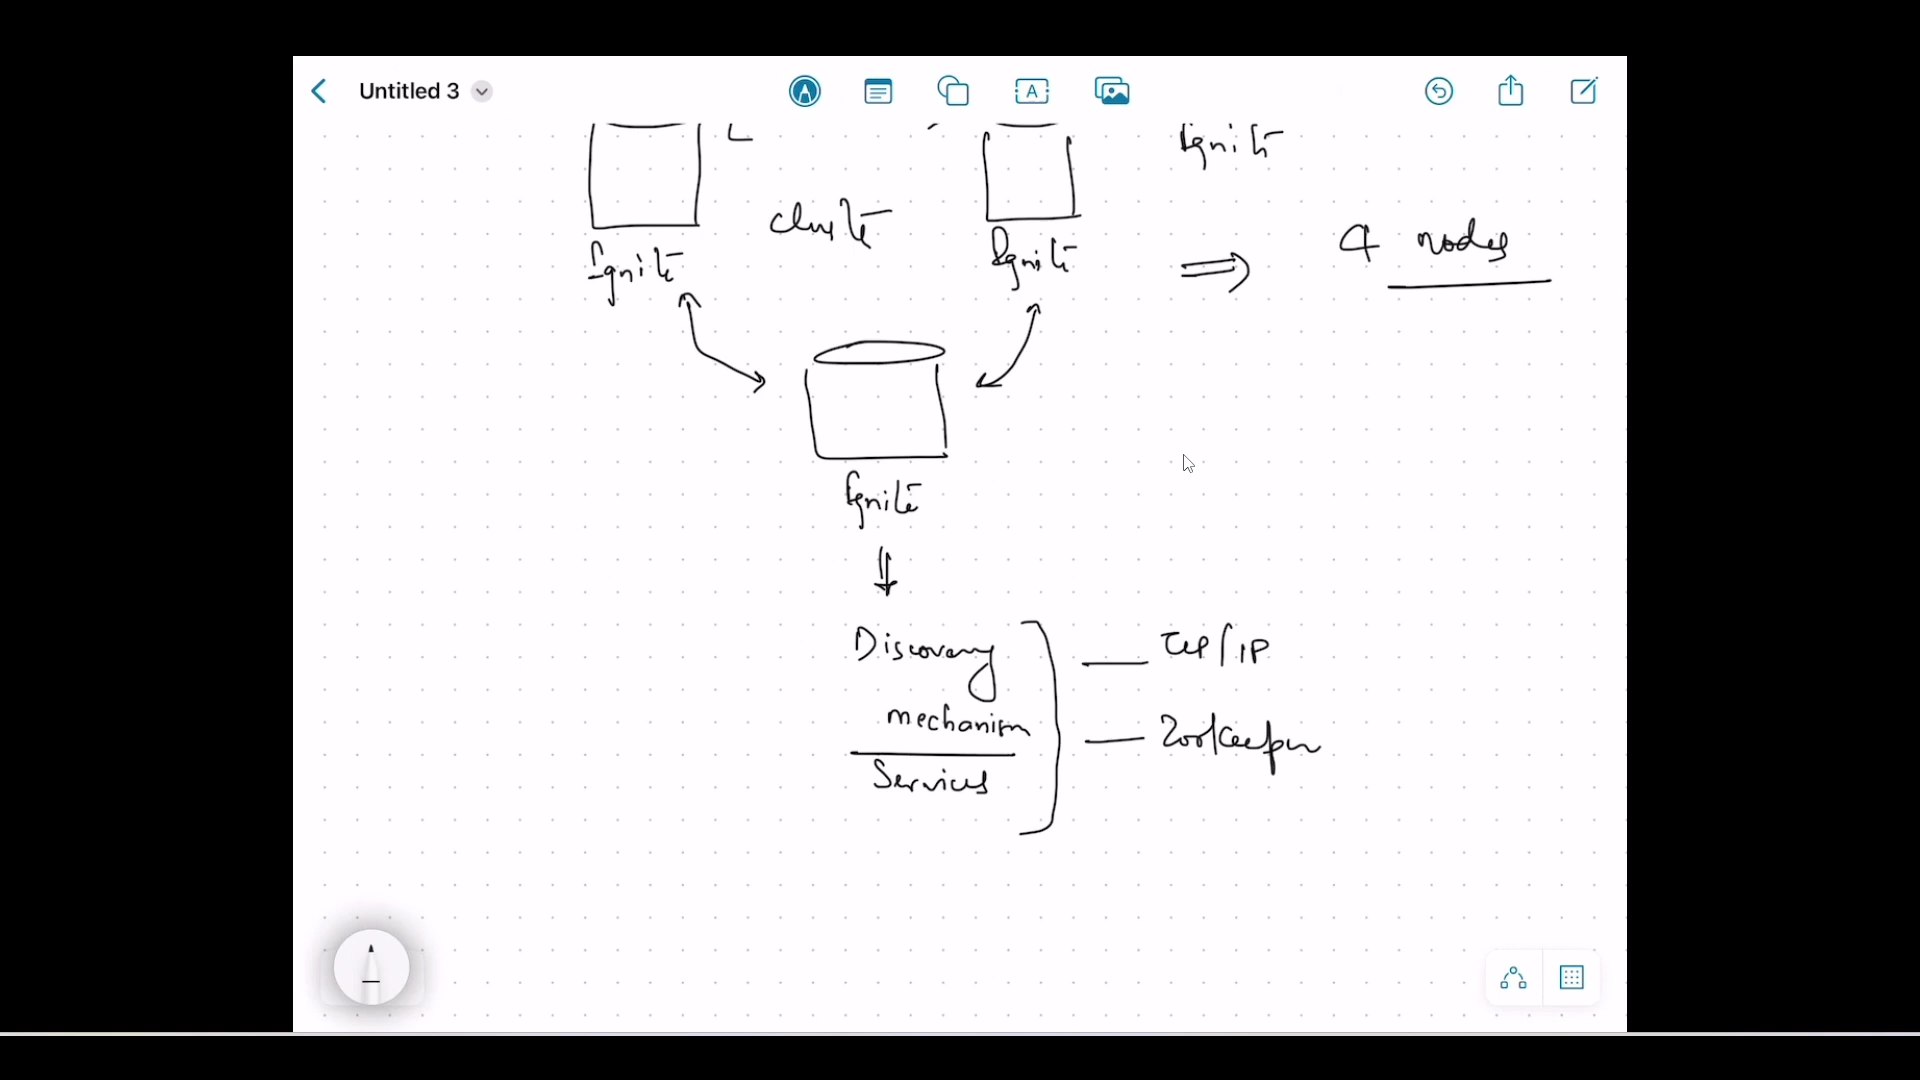 Untitled 3
A
Ignite
cluster
4 nodes
Ignite
Ignite
Ignite
Discovery
TCP/IP
mechanism
ZooKeeper
Services